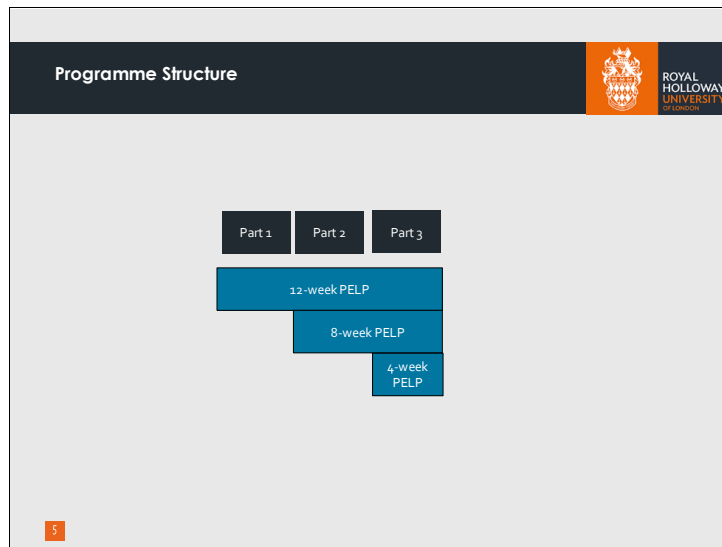 Programme Structure
ROYAL
HOLLOWAY
UNIVERSITY
OF LONDON
Part 1
Part 2
Part 3
12-week PELP
8-week PELP
4-week
PELP
5